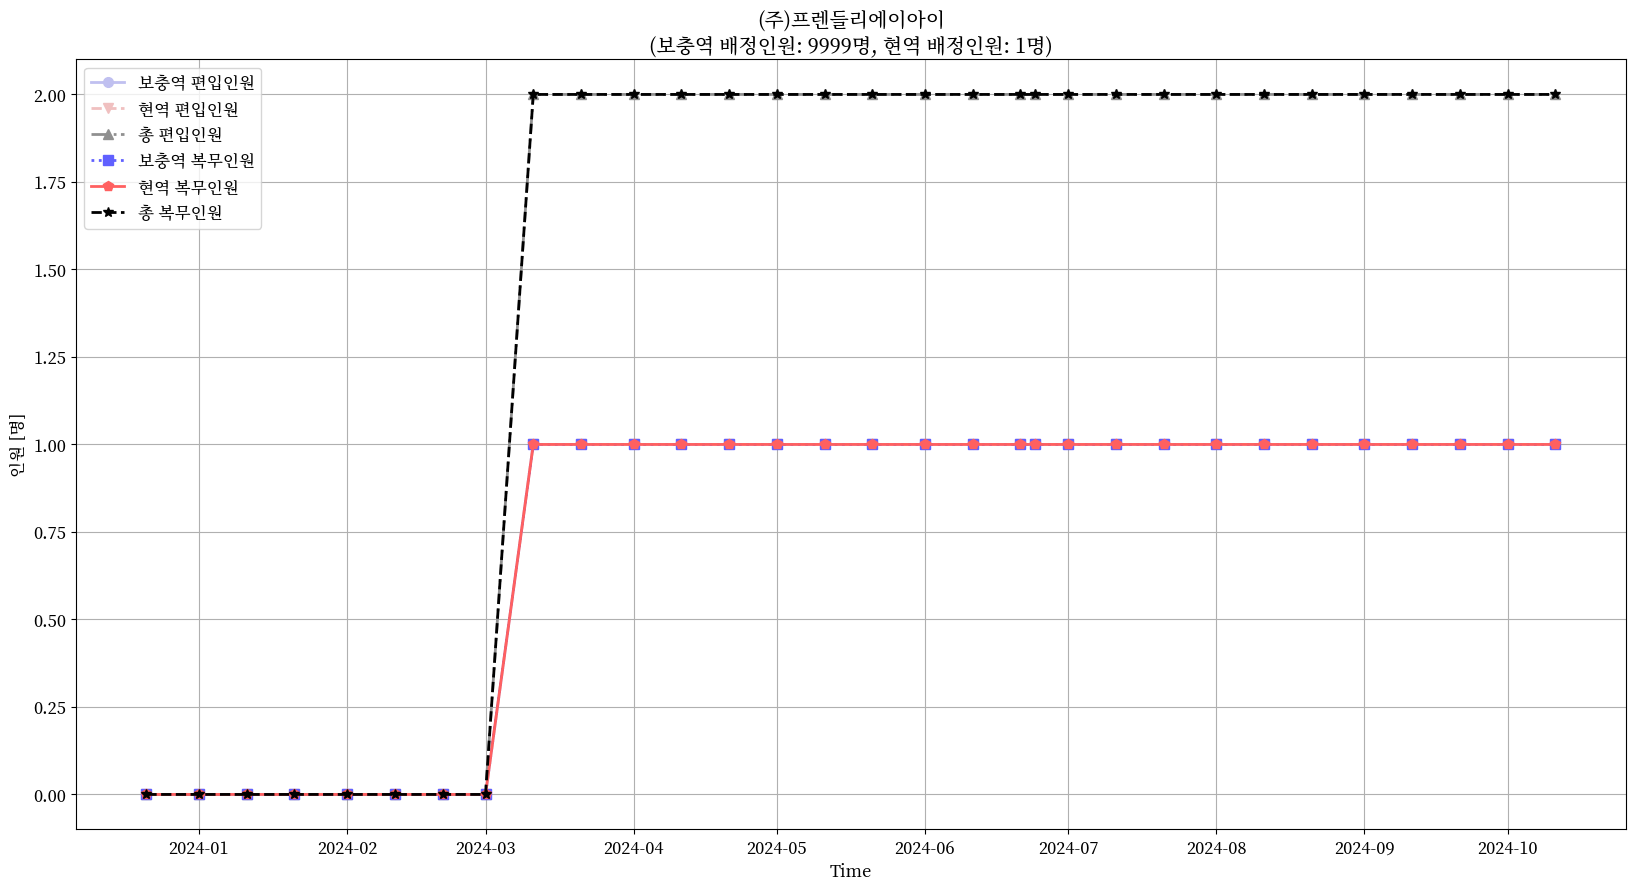 (주)프렌들리에이아이
(보충역 배정인원: 9999명, 현역 배정인원: 1명)
보충역 편입인원
현역 편입인원
총 편입인원
보충역 복무인원
현역 복무인원
총 복무인원
2.00
1.75
1.50
1.25
1.00
0.75
0.50
0.25
0.00
인원 [명]
2024-01 2024-02 2024-03 2024-04 2024-05 2024-06 2024-07 2024-08 2024-09 2024-10
Time